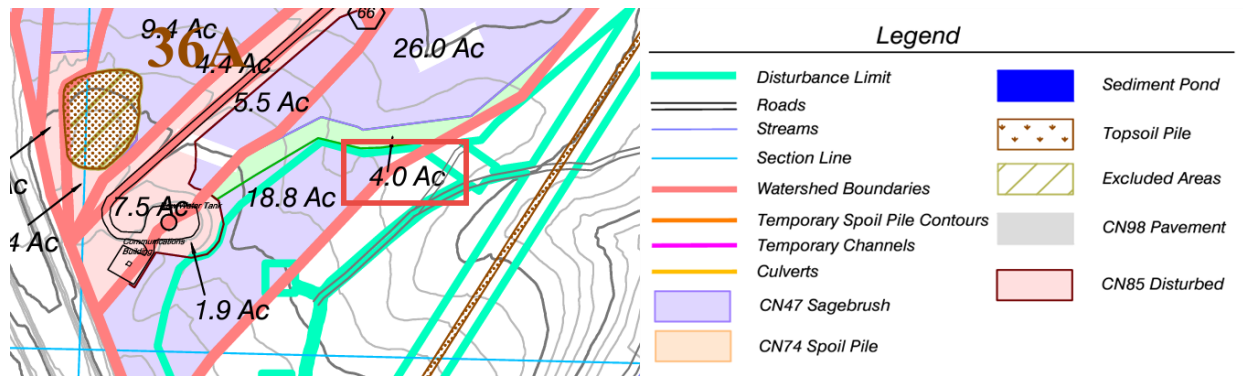 66
9.4 Ac
36A
26.0 Ac
4.4 Ac
5.5 Ac
4.0 Ac
7.5 Ac
Water Tank
18.8 Ac
Communications
Building
1.9 Ac
Legend
Disturbance Limit
Roads
Streams
Section Line
Watershed Boundaries
Temporary Spoil Pile Contours
Temporary Channels
Culverts
CN47 Sagebrush
CN74 Spoil Pile
Sediment Pond
Topsoil Pile
Excluded Areas
CN98 Pavement
CN85 Disturbed